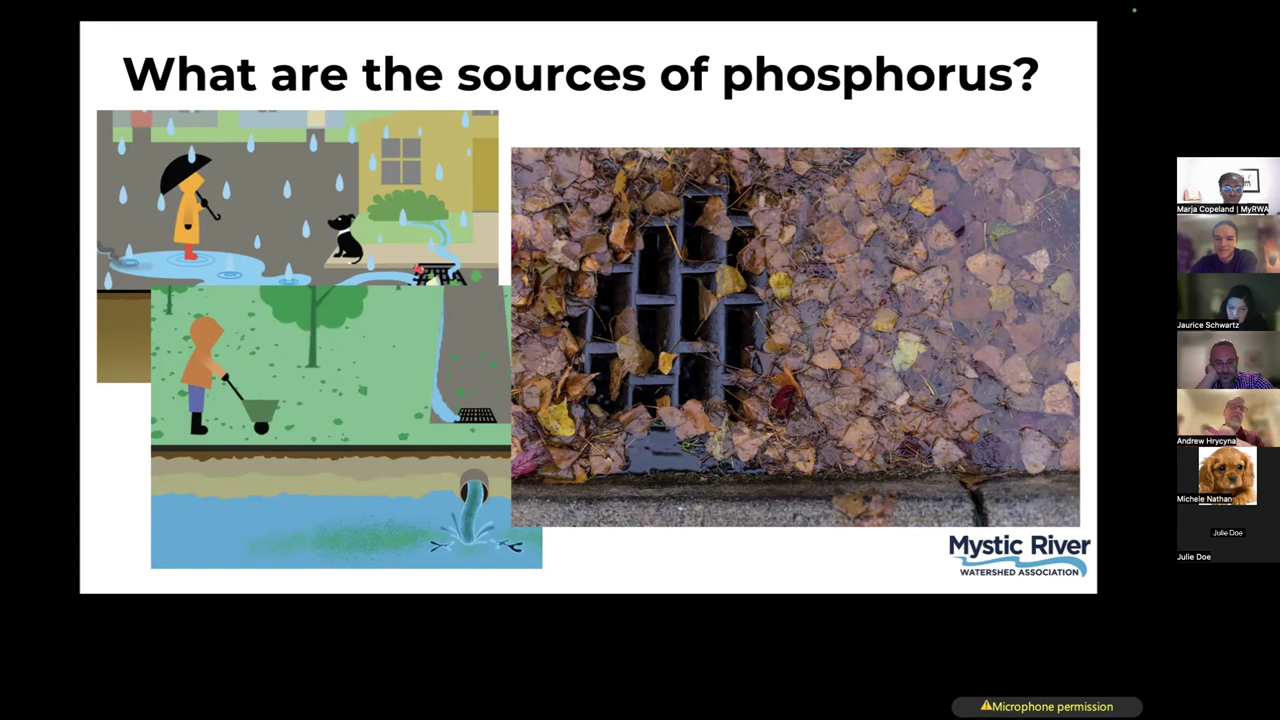 What are the sources of phosphorus?
Mystic River
WATERSHED ASSOCIATION
Marja Copeland | MyRWA
Jaurice Schwartz
Andrew Hrycyna
Michele Nathan
Julie Doe
Julie Doe
Microphone permission